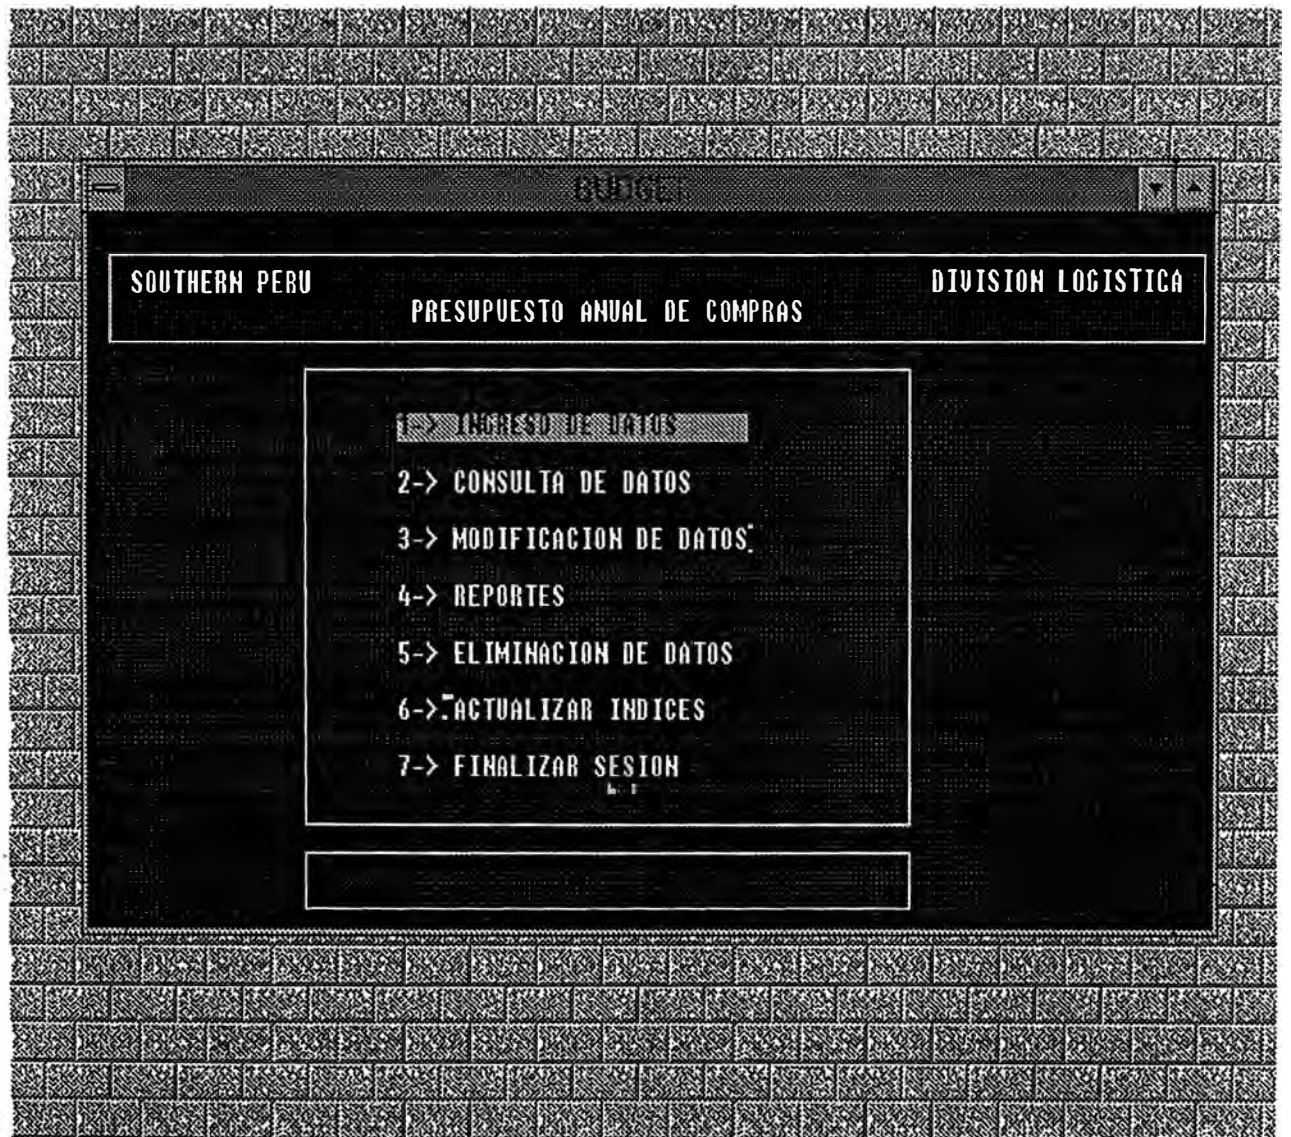 BUDGET
SOUTHERN PERU DIVISION LOGISTICA
PRESUPUESTO ANUAL DE COMPRAS
1-> INGRESO DE DATOS
2-> CONSULTA DE DATOS
3-> MODIFICACION DE DATOS
4-> REPORTES
5-> ELIMINACION DE DATOS
6-> ACTUALIZAR INDICES
7-> FINALIZAR SESION